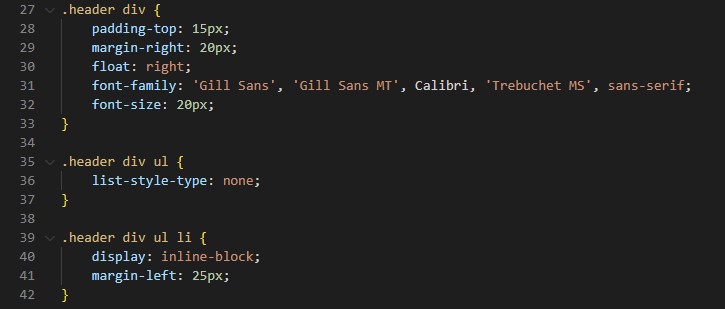 27 .header div {
28     padding-top: 15px;
29     margin-right: 20px;
30     float: right;
31     font-family: 'Gill Sans', 'Gill Sans MT', Calibri, 'Trebuchet MS', sans-serif;
32     font-size: 20px;
33 }
34
35 .header div ul {
36     list-style-type: none;
37 }
38
39 .header div ul li {
40     display: inline-block;
41     margin-left: 25px;
42 }